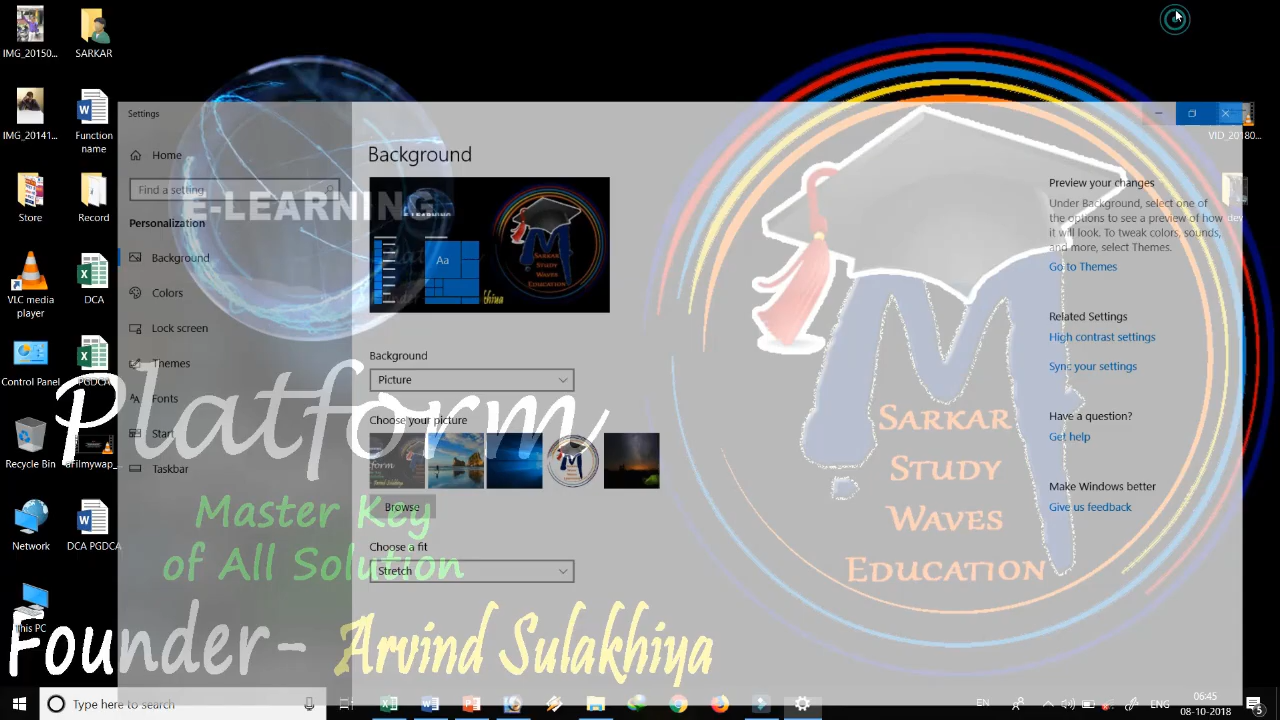 IMG_20150...
SARKAR
IMG_20141...
Function
name
Store
Record
VLC media
player
DCA
Control Panel
PGDCA
Recycle Bin
Network
DCA PGDCA
This PC
VID_20180...
dev
E-LEARNING
Platform
Master Key
of All Solution
Founder- Arvind Sulakhiya
SARKAR
STUDY
WAVES
EDUCATION
Settings
Home
Find a setting
Personalization
Background
Colors
Lock screen
Themes
Fonts
Start
Taskbar
Background
Aa
SARKAR
STUDY
WAVES
EDUCATION
Background
Picture
Choose your picture
Browse
Choose a fit
Stretch
Preview your changes
Under Background, select one of
the options to see a preview of how
it will look. To tweak colors, sounds,
and more, select Themes.
Go to Themes
Related Settings
High contrast settings
Sync your settings
Have a question?
Get help
Make Windows better
Give us feedback
Type here to search
EN
ENG
06:45
08-10-2018
5